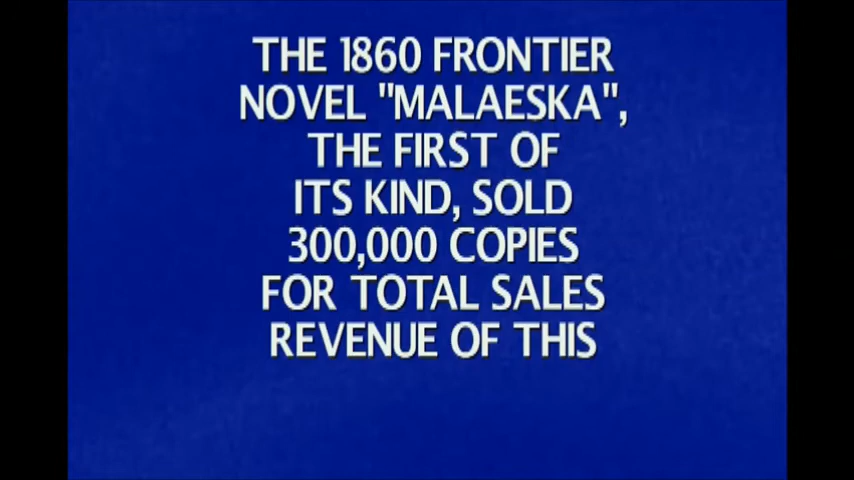 THE 1860 FRONTIER
NOVEL "MALAESKA",
THE FIRST OF
ITS KIND, SOLD
300,000 COPIES
FOR TOTAL SALES
REVENUE OF THIS